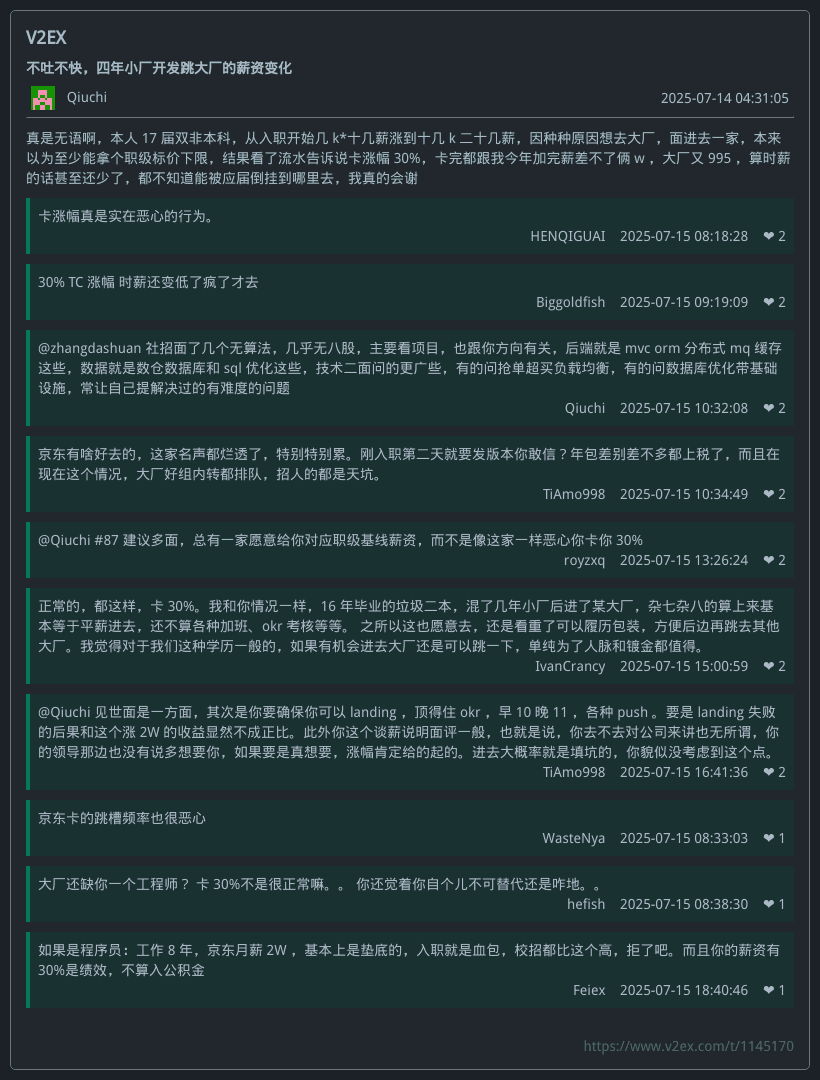 V2EX
不吐不快，四年小厂开发跳大厂的薪资变化
Qiuchi
2025-07-14 04:31:05
真是无语啊，本人 17 届双非本科，从入职开始几 k*十几薪涨到十几 k 二十几薪，因种种原因想去大厂，面进去一家，本来
以为至少能拿个职级标价下限，结果看了流水告诉说卡涨幅 30%，卡完都跟我今年加完薪差不了俩 w ，大厂又 995 ，算时薪
的话甚至还少了，都不知道能被应届倒挂到哪里去，我真的会谢
卡涨幅真是实在恶心的行为。
HENQIGUAI 2025-07-15 08:18:28 ❤ 2
30% TC 涨幅 时薪还变低了疯了才去
Biggoldfish 2025-07-15 09:19:09 ❤ 2
@zhangdashuan 社招面了几个无算法，几乎无八股，主要看项目，也跟你方向有关，后端就是 mvc orm 分布式 mq 缓存
这些，数据就是数仓数据库和 sql 优化这些，技术二面问的更广些，有的问抢单超买负载均衡，有的问数据库优化带基础
设施，常让自己提解决过的有难度的问题
Qiuchi 2025-07-15 10:32:08 ❤ 2
京东有啥好去的，这家名声都烂透了，特别特别累。刚入职第二天就要发版本你敢信？年包差别差不多都上税了，而且在
现在这个情况，大厂好组内转都排队，招人的都是天坑。
TiAmo998 2025-07-15 10:34:49 ❤ 2
@Qiuchi #87 建议多面，总有一家愿意给你对应职级基线薪资，而不是像这家一样恶心你卡你 30%
royzxq 2025-07-15 13:26:24 ❤ 2
正常的，都这样，卡 30%。我和你情况一样，16 年毕业的垃圾二本，混了几年小厂后进了某大厂，杂七杂八的算上来基
本等于平薪进去，还不算各种加班、okr 考核等等。 之所以这也愿意去，还是看重了可以履历包装，方便后边再跳去其他
大厂。我觉得对于我们这种学历一般的，如果有机会进去大厂还是可以跳一下，单纯为了人脉和镀金都值得。
IvanCrancy 2025-07-15 15:00:59 ❤ 2
@Qiuchi 见世面是一方面，其次是你要确保你可以 landing ，顶得住 okr ，早 10 晚 11 ，各种 push 。要是 landing 失败
的后果和这个涨 2W 的收益显然不成正比。此外你这个谈薪说明面评一般，也就是说，你去不去对公司来讲也无所谓，你
的领导那边也没有说多想要你，如果要是真想要，涨幅肯定给的起的。进去大概率就是填坑的，你貌似没考虑到这个点。
TiAmo998 2025-07-15 16:41:36 ❤ 2
京东卡的跳槽频率也很恶心
WasteNya 2025-07-15 08:33:03 ❤ 1
大厂还缺你一个工程师？ 卡 30%不是很正常嘛。。 你还觉着你自个儿不可替代还是咋地。。
hefish 2025-07-15 08:38:30 ❤ 1
如果是程序员：工作 8 年，京东月薪 2W ，基本上是垫底的，入职就是血包，校招都比这个高，拒了吧。而且你的薪资有
30%是绩效，不算入公积金
Feiex 2025-07-15 18:40:46 ❤ 1
https://www.v2ex.com/t/1145170